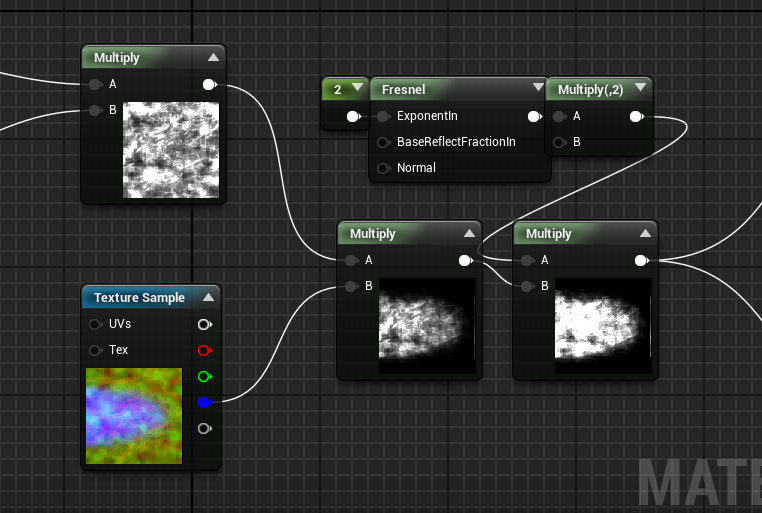 Multiply
A
B
2
Fresnel
ExponentIn
BaseReflectFractionIn
Normal
Multiply(,2)
A
B
Texture Sample
UVs
Tex
Multiply
A
B
Multiply
A
B
MATE